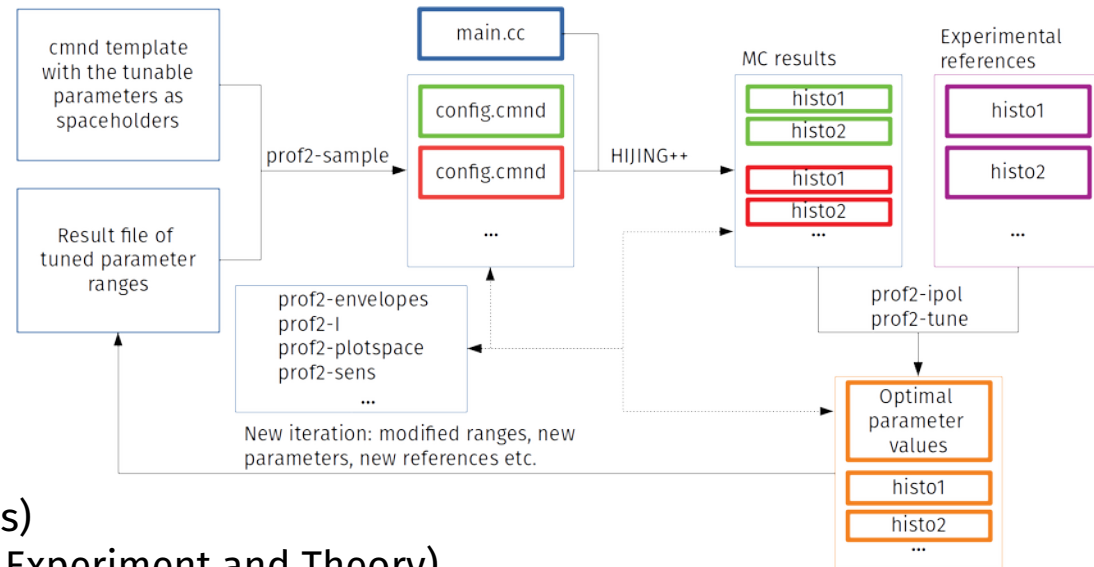 cmnd template
with the tunable
parameters as
spaceholders
Result file of
tuned parameter
ranges
prof2-sample
main.cc
config.cmnd
config.cmnd
...
HIJING++
MC results
histo1
histo2
histo1
histo2
...
Experimental
references
histo1
histo2
...
prof2-envelopes
prof2-I
prof2-plotspace
prof2-sens
...
prof2-ipol
prof2-tune
Optimal
parameter
values
histo1
histo2
...
New iteration: modified ranges, new
parameters, new references etc.
s)
Experiment and Theory)